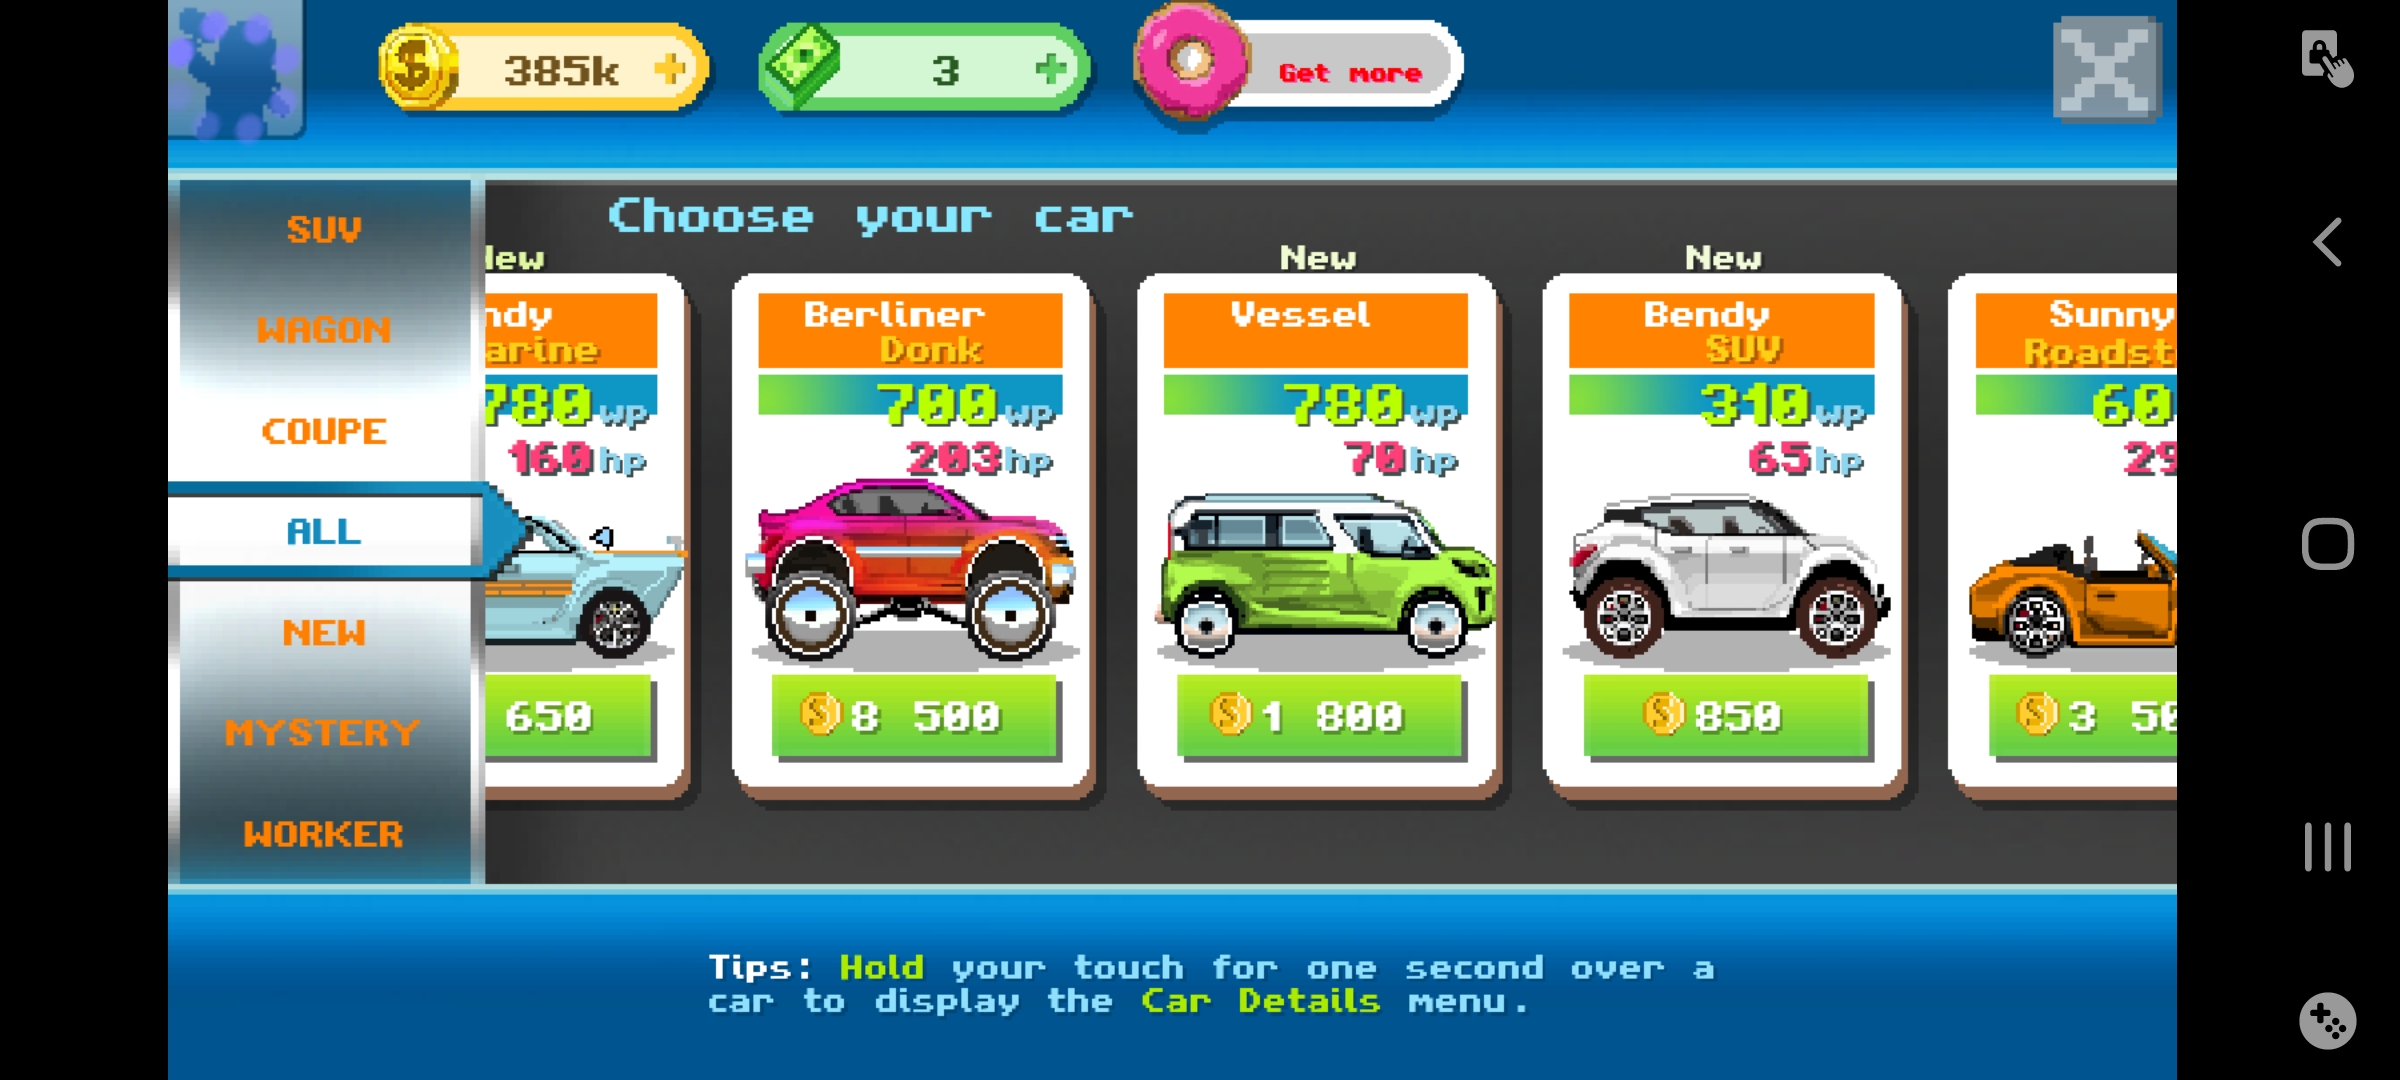 385k
3
Get more
SUV
WAGON
COUPE
ALL
NEW
MYSTERY
WORKER
Choose your car
New
New
Berliner
Donk
700 wp
203 hp
8 500
Vessel
780 wp
70 hp
1 800
Bendy
SUV
310 wp
65 hp
850
780 wp
160 hp
650
Sunny
Tips: Hold your touch for one second over a
car to display the Car Details menu.